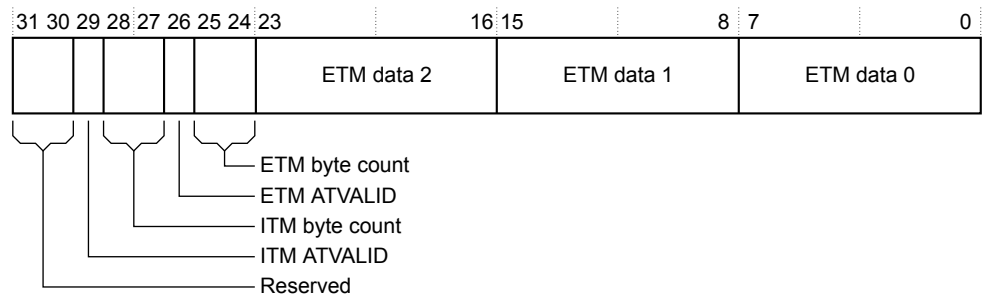 31 30 29 28 27 26 25 24 23 16 15 8 7 0
ETM data 2 ETM data 1 ETM data 0
ETM byte count
ETM ATVALID
ITM byte count
ITM ATVALID
Reserved